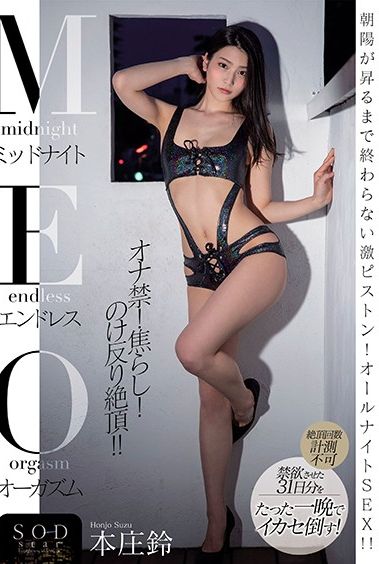 朝陽が昇るまで終わらない激ピストン!オールナイトSEX!!
M
midnight
ミッドナイト
E
endless
エンドレス
O
orgasm
オーガズム
オナ禁!焦らし!
のけ反り絶頂!!
絶頂回数
計測
不可
禁欲させた
31日分を
たった一晩で
イカセ倒す!
SOD
star
Honjo Suzu
本庄鈴